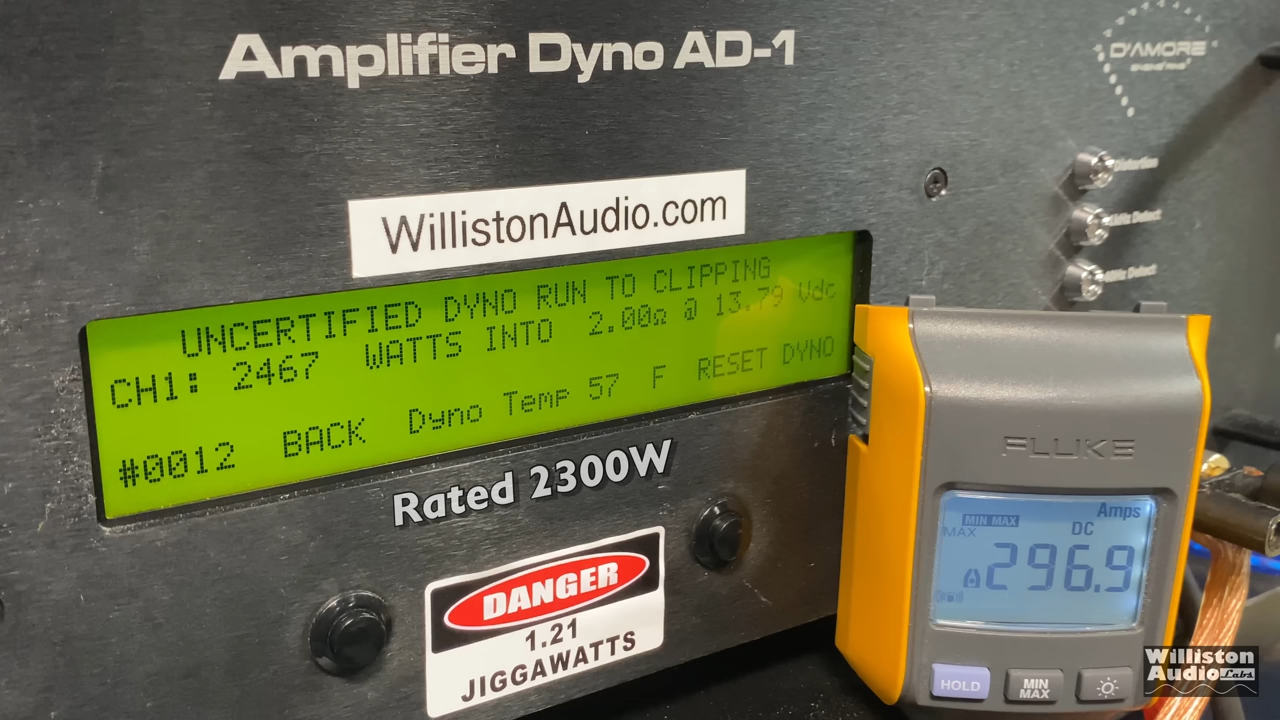 Amplifier Dyno AD-1
D'AMORE
WillistonAudio.com
UNCERTIFIED DYNO RUN TO CLIPPING
CH1: 2467 WATTS INTO 2.00Ω @ 13.79 Vdc
#0012 BACK Dyno Temp 57 F RESET DYNO
Rated 2300W
DANGER
1.21
JIGGAWATTS
FLUKE
MIN MAX Amps
MAX DC
296.9
HOLD
MIN
MAX
Williston
Audio Labs